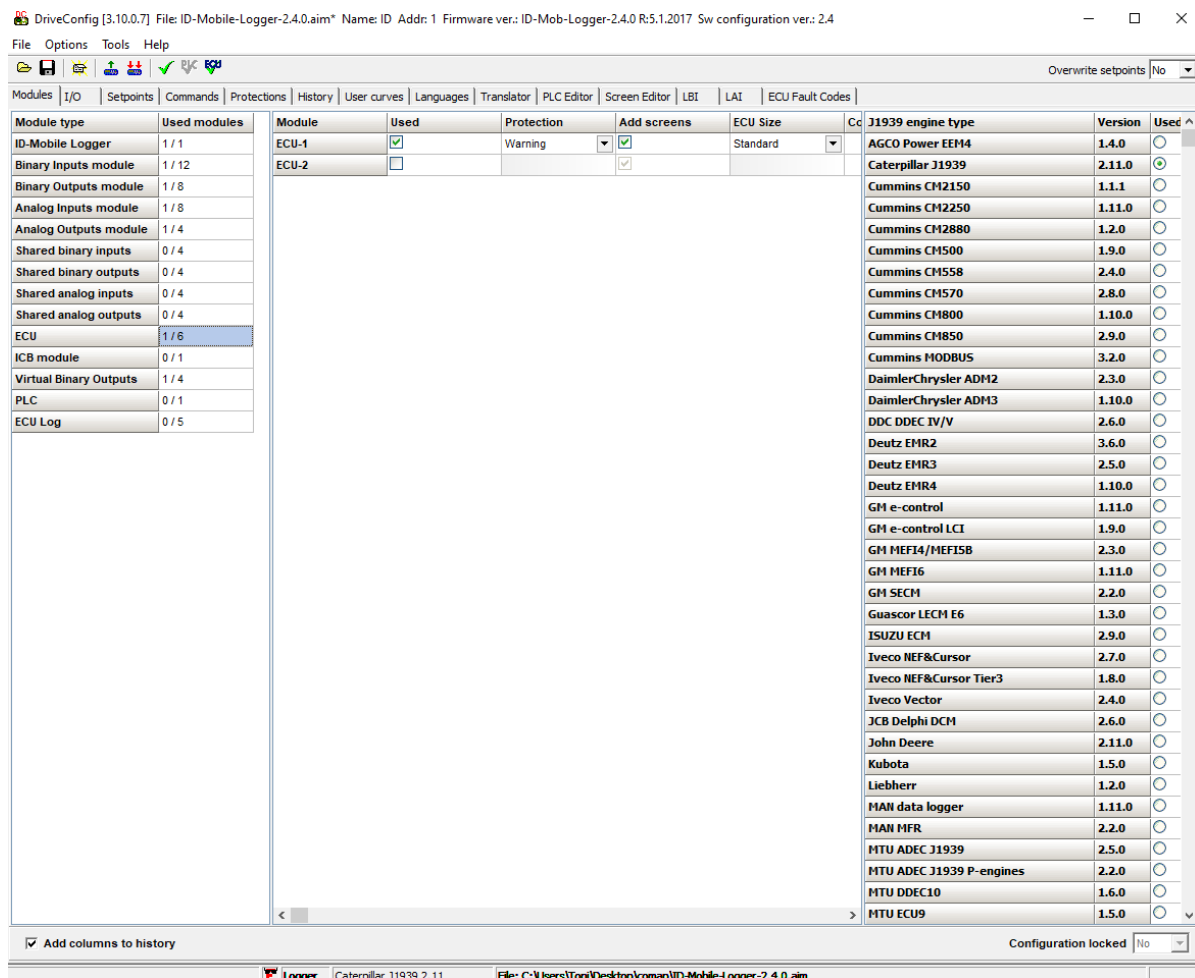 DriveConfig [3.10.0.7] File: ID-Mobile-Logger-2.4.0.aim* Name: ID Addr: 1 Firmware ver.: ID-Mob-Logger-2.4.0 R:5.1.2017 Sw configuration ver.: 2.4
File Options Tools Help
Overwrite setpoints No
Modules I/O Setpoints Commands Protections History User curves Languages Translator PLC Editor Screen Editor LBI LAI ECU Fault Codes
Module type Used modules Module Used Protection Add screens ECU Size Co J1939 engine type Version Used
ID-Mobile Logger 1 / 1 ECU-1 Warning Standard AGCO Power EEM4 1.4.0
Binary Inputs module 1 / 12 ECU-2 Caterpillar J1939 2.11.0
Binary Outputs module 1 / 8 Cummins CM2150 1.1.1
Analog Inputs module 1 / 8 Cummins CM2250 1.11.0
Analog Outputs module 1 / 4 Cummins CM2880 1.2.0
Shared binary inputs 0 / 4 Cummins CM500 1.9.0
Shared binary outputs 0 / 4 Cummins CM558 2.4.0
Shared analog inputs 0 / 4 Cummins CM570 2.8.0
Shared analog outputs 0 / 4 Cummins CM800 1.10.0
ECU 1 / 6 Cummins CM850 2.9.0
ICB module 0 / 1 Cummins MODBUS 3.2.0
Virtual Binary Outputs 1 / 4 DaimlerChrysler ADM2 2.3.0
PLC 0 / 1 DaimlerChrysler ADM3 1.10.0
ECU Log 0 / 5 DDC DDEC IV/V 2.6.0
Deutz EMR2 3.6.0
Deutz EMR3 2.5.0
Deutz EMR4 1.10.0
GM e-control 1.11.0
GM e-control LCI 1.9.0
GM MEFI4/MEFI5B 2.3.0
GM MEFI6 1.11.0
GM SECM 2.2.0
Guascor LECM E6 1.3.0
ISUZU ECM 2.9.0
Iveco NEF&Cursor 2.7.0
Iveco NEF&Cursor Tier3 1.8.0
Iveco Vector 2.4.0
JCB Delphi DCM 2.6.0
John Deere 2.11.0
Kubota 1.5.0
Liebherr 1.2.0
MAN data logger 1.11.0
MAN MFR 2.2.0
MTU ADEC J1939 2.5.0
MTU ADEC J1939 P-engines 2.2.0
MTU DDEC10 1.6.0
MTU ECU9 1.5.0
Add columns to history Configuration locked No
Logger Caterpillar J1939 2.11 File: C:\Users\Toni\Desktop\comap\ID-Mobile-Logger-2.4.0.aim